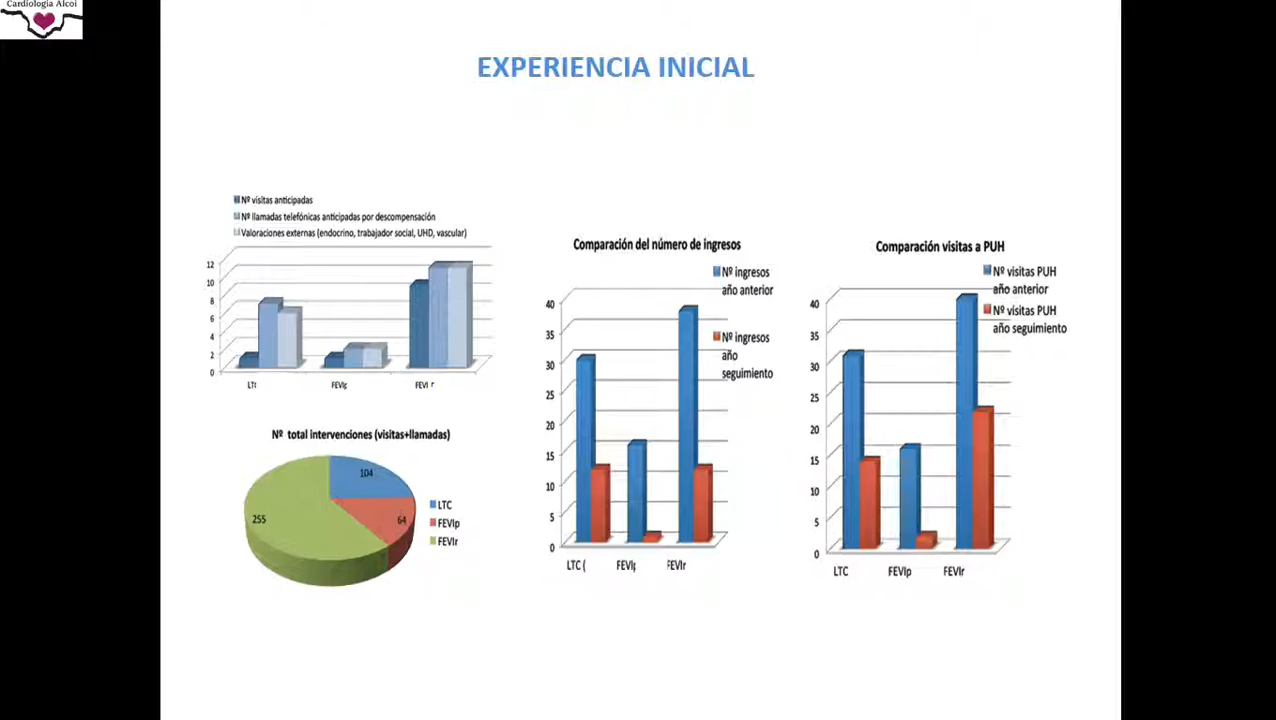 Cardiología Alcoi
EXPERIENCIA INICIAL
Nº visitas anticipadas
Nº llamadas telefónicas anticipadas por descompensación
Valoraciones externas (endocrino, trabajador social, UHD, vascular)
12
10
8
6
4
2
0
FEVI r
Nº total intervenciones (visitas+llamadas)
104
255
64
LTC
FEVIp
FEVIr
Comparación del número de ingresos
Nº ingresos
año anterior
Nº ingresos
año
seguimiento
40
35
30
25
20
15
10
5
0
LTC (
FEVIr
Comparación visitas a PUH
Nº visitas PUH
año anterior
Nº visitas PUH
año seguimiento
40
35
30
25
20
15
10
5
0
LTC FEVIp FEVIr